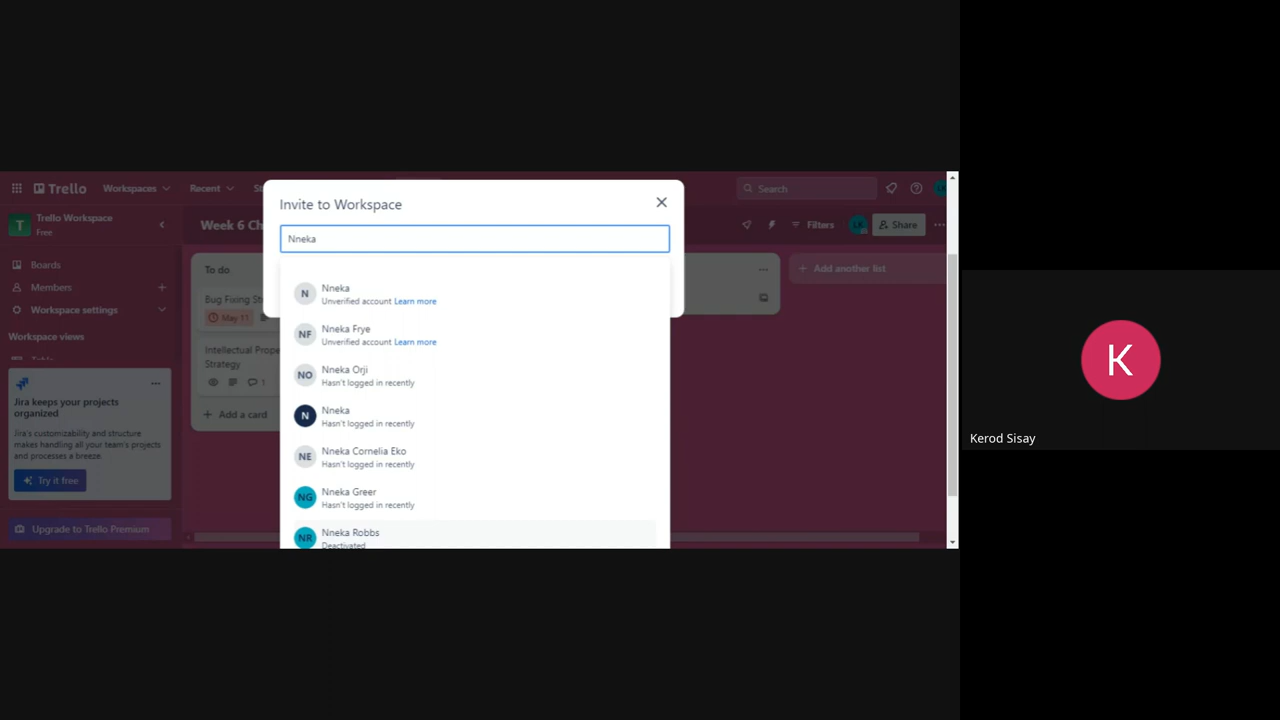 Trello
Workspaces
Recent
Search
Trello Workspace
Free
Week 6 Ch
Filters
Share
Boards
Members
Workspace settings
Workspace views
Jira keeps your projects
organized
Jira's customizability and structure
makes handling all your team's projects
and processes a breeze.
Try it free
Upgrade to Trello Premium
To do
Bug Fixing
May 11
Intellectual
Strategy
1
Add a card
Add another list
Invite to Workspace
Nneka
N
Nneka
Unverified account Learn more
NF
Nneka Frye
Unverified account Learn more
NO
Nneka Orji
Hasn't logged in recently
N
Nneka
Hasn't logged in recently
NE
Nneka Cornelia Eko
Hasn't logged in recently
NG
Nneka Greer
Hasn't logged in recently
NR
Nneka Robbs
Deactivated
K
Kerod Sisay